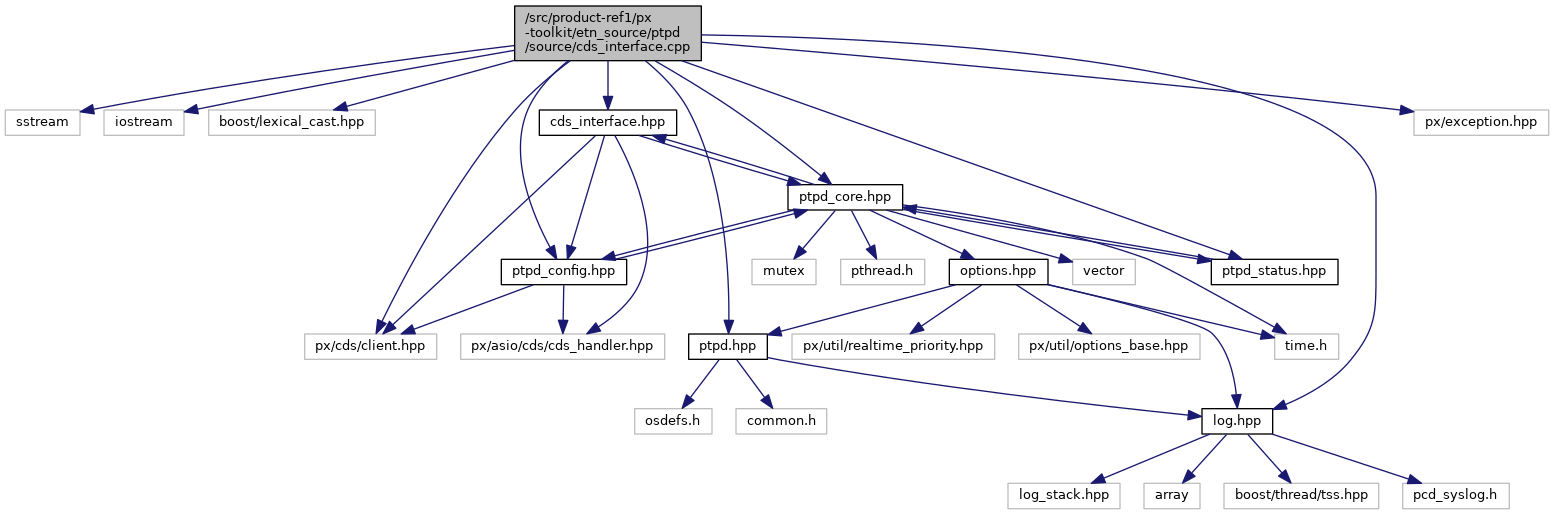 /src/product-ref1/px
-toolkit/etn_source/ptpd
/source/cds_interface.cpp
sstream
iostream
boost/lexical_cast.hpp
cds_interface.hpp
px/exception.hpp
ptpd_core.hpp
ptpd_config.hpp
mutex
pthread.h
options.hpp
vector
ptpd_status.hpp
px/cds/client.hpp
px/asio/cds/cds_handler.hpp
ptpd.hpp
px/util/realtime_priority.hpp
px/util/options_base.hpp
time.h
osdefs.h
common.h
log.hpp
log_stack.hpp
array
boost/thread/tss.hpp
pcd_syslog.h